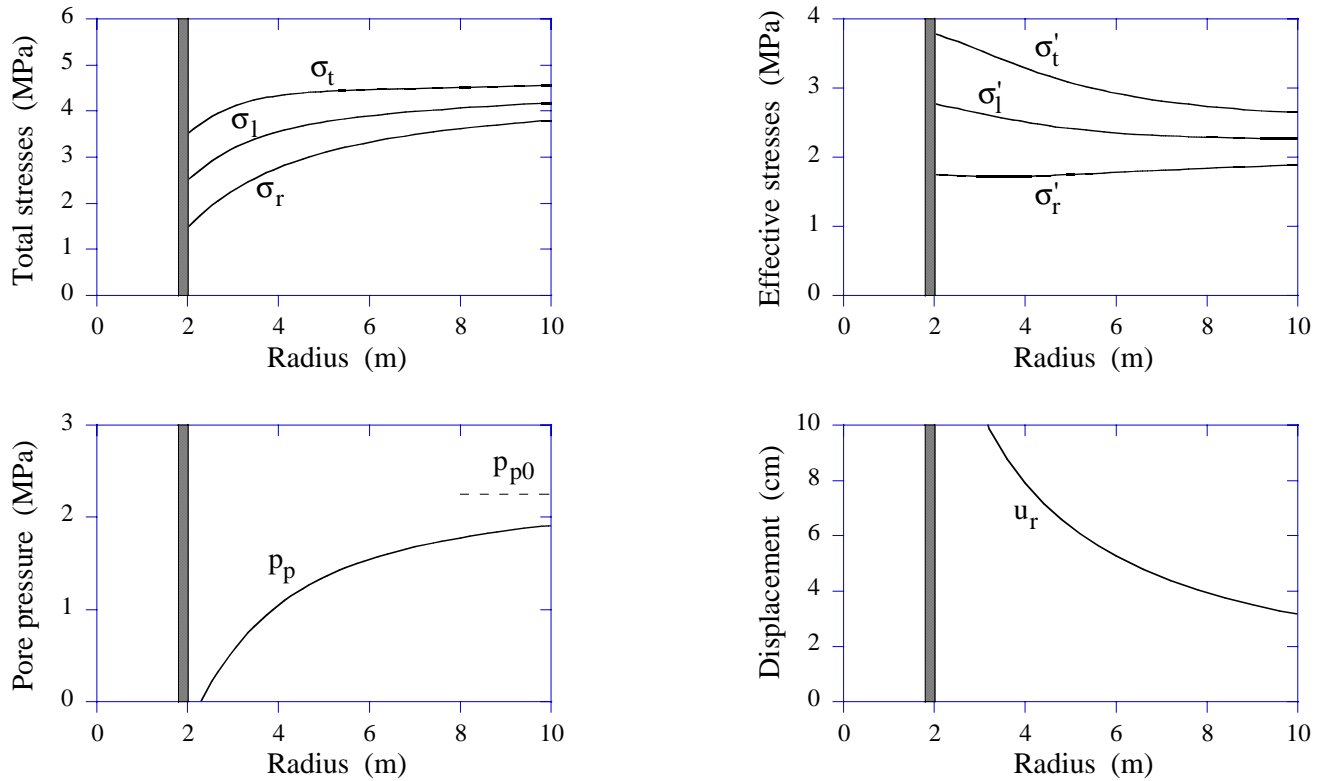 Total stresses (MPa)
6
5
4
3
2
1
0
σt
σl
σr
0 2 4 6 8 10
Radius (m)
Effective stresses (MPa)
4
3
2
1
0
σt'
σl'
σr'
0 2 4 6 8 10
Radius (m)
Pore pressure (MPa)
3
2
1
0
pp0
pp
0 2 4 6 8 10
Radius (m)
Displacement (cm)
10
8
6
4
2
0
ur
0 2 4 6 8 10
Radius (m)